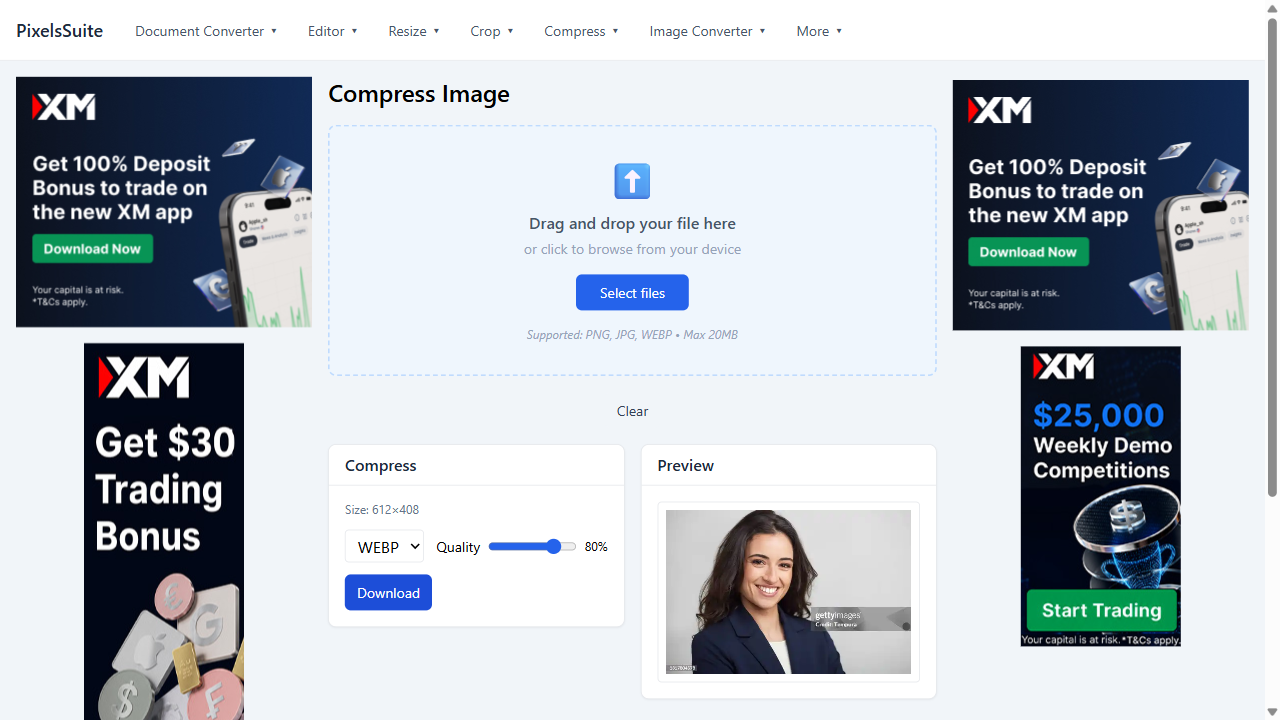 PixelsSuite
Document Converter ▼
Editor ▼
Resize ▼
Crop ▼
Compress ▼
Image Converter ▼
More ▼
XM
Get 100% Deposit
Bonus to trade on
the new XM app
Download Now
Your capital is at risk.
*T&Cs apply.
XM
Get $30
Trading
Bonus
Compress Image
Drag and drop your file here
or click to browse from your device
Select files
Supported: PNG, JPG, WEBP • Max 20MB
Clear
Compress
Size: 612×408
WEBP
Quality
80%
Download
Preview
gettyimages
Credit: Tempura
XM
Get 100% Deposit
Bonus to trade on
the new XM app
Download Now
Your capital is at risk.
*T&Cs apply.
XM
$25,000
Weekly Demo
Competitions
Start Trading
Your capital is at risk.*T&Cs apply.